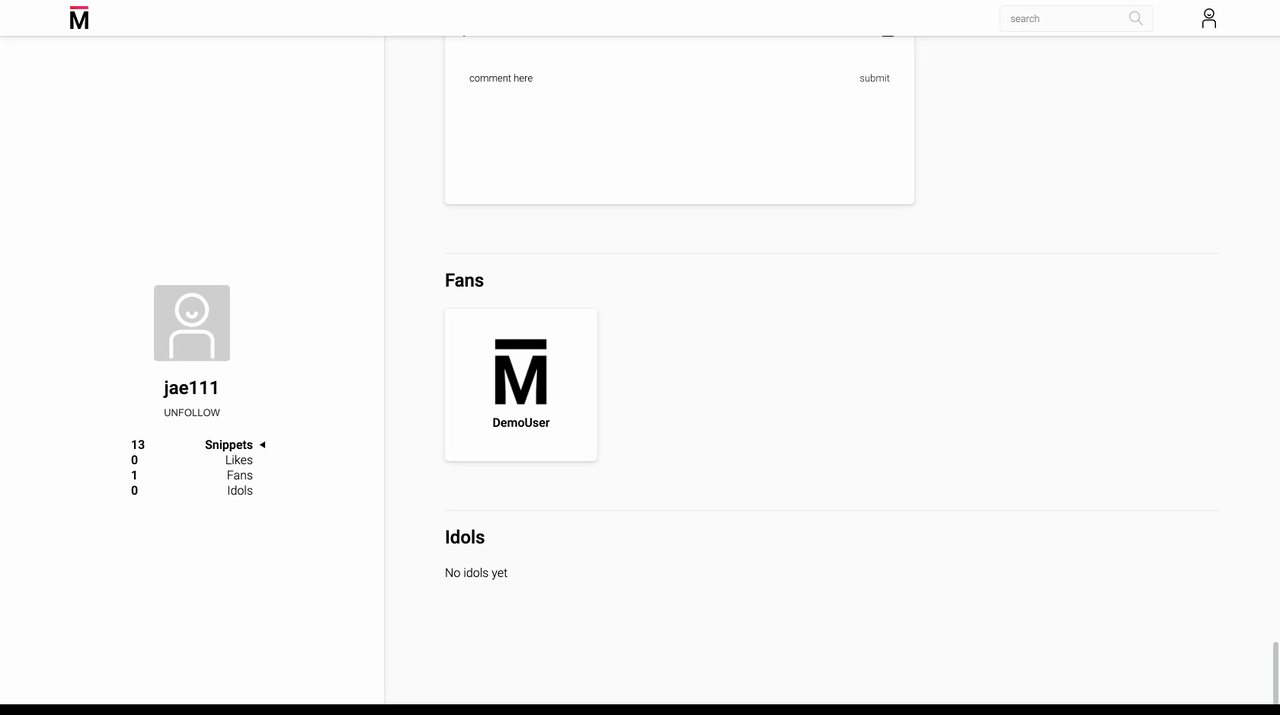 M
search
comment here
submit
Fans
M
DemoUser
jae111
UNFOLLOW
13 Snippets
0 Likes
1 Fans
0 Idols
Idols
No idols yet